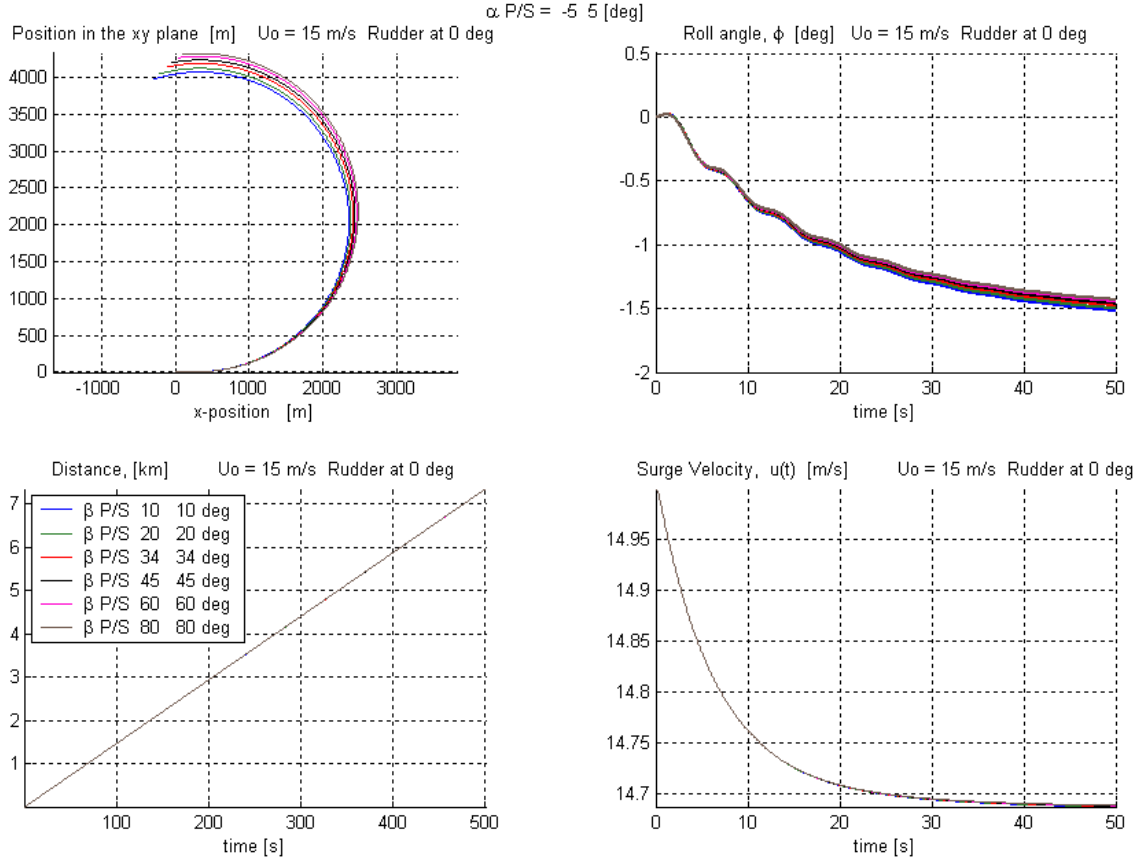 α P/S = -5 5 [deg]
Position in the xy plane [m] Uo = 15 m/s Rudder at 0 deg
4000
3500
3000
2500
2000
1500
1000
500
0
-1000 0 1000 2000 3000
x-position [m]
Roll angle, ϕ [deg] Uo = 15 m/s Rudder at 0 deg
0.5
0
-0.5
-1
-1.5
-2
0 10 20 30 40 50
time [s]
Distance, [km] Uo = 15 m/s Rudder at 0 deg
7
6
5
4
3
2
1
β P/S 10 10 deg
β P/S 20 20 deg
β P/S 34 34 deg
β P/S 45 45 deg
β P/S 60 60 deg
β P/S 80 80 deg
100 200 300 400 500
time [s]
Surge Velocity, u(t) [m/s] Uo = 15 m/s Rudder at 0 deg
14.95
14.9
14.85
14.8
14.75
14.7
0 10 20 30 40 50
time [s]